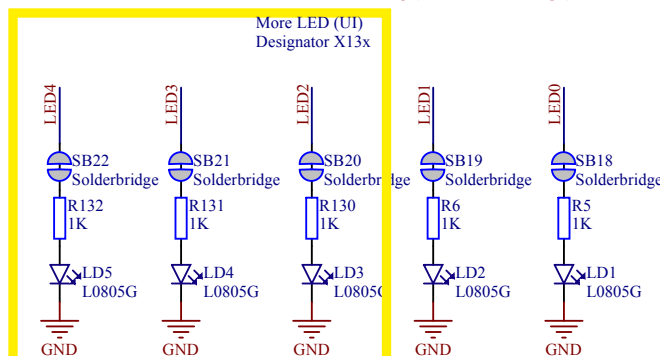 More LED (UI)
Designator X13x
LED4
LED3
LED2
LED1
LED0
SB22
Solderbridge
SB21
Solderbridge
SB20
Solderbridge
SB19
Solderbridge
SB18
Solderbridge
R132
1K
R131
1K
R130
1K
R6
1K
R5
1K
LD5
L0805G
LD4
L0805G
LD3
L0805G
LD2
L0805G
LD1
L0805G
GND
GND
GND
GND
GND